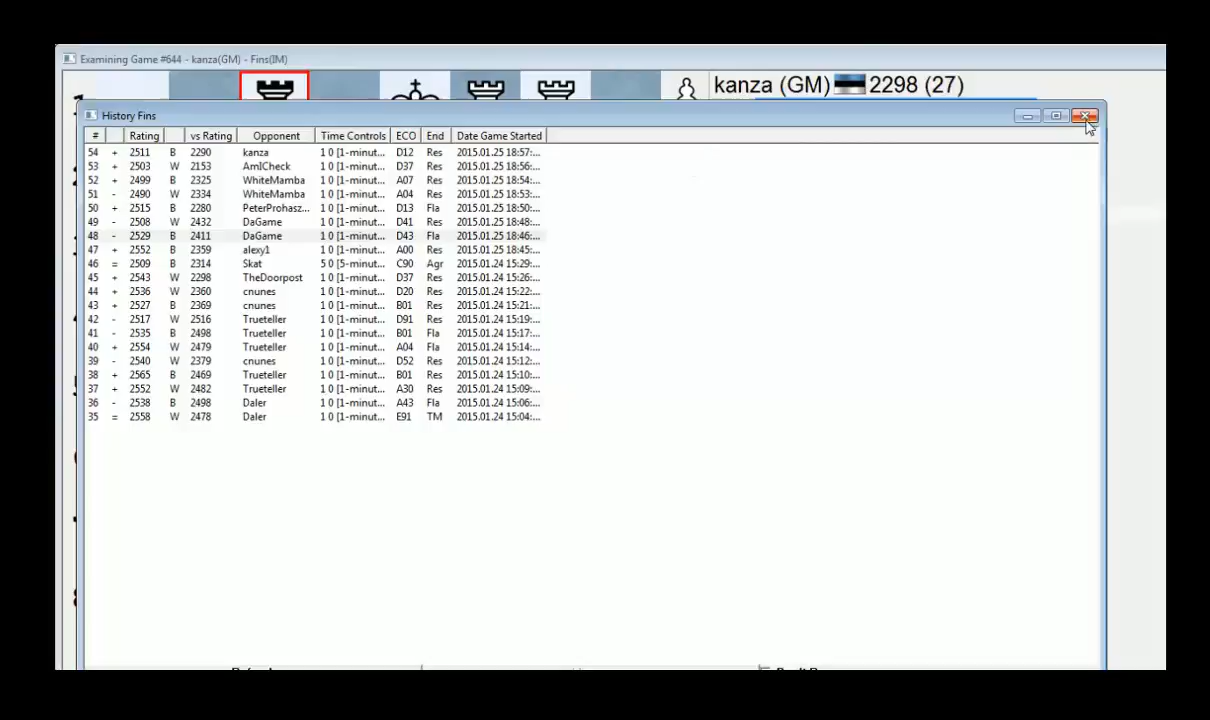 Examining Game #644 - kanza(GM) - Fins(IM)
kanza (GM) 2298 (27)
History Fins
# Rating vs Rating Opponent Time Controls ECO End Date Game Started
54 + 2511 B 2290 kanza 1 0 [1-minut... D12 Res 2015.01.25 18:57:...
53 + 2503 W 2153 AmICheck 1 0 [1-minut... D37 Res 2015.01.25 18:56:...
52 + 2499 B 2325 WhiteMamba 1 0 [1-minut... A07 Res 2015.01.25 18:54:...
51 - 2490 W 2334 WhiteMamba 1 0 [1-minut... A04 Res 2015.01.25 18:53:...
50 + 2515 B 2280 PeterProhasz... 1 0 [1-minut... D13 Fla 2015.01.25 18:50:...
49 - 2508 W 2432 DaGame 1 0 [1-minut... D41 Res 2015.01.25 18:48:...
48 - 2529 B 2411 DaGame 1 0 [1-minut... D43 Fla 2015.01.25 18:46:...
47 + 2552 B 2359 alexy1 1 0 [1-minut... A00 Res 2015.01.25 18:45:...
46 = 2509 B 2314 Skat 5 0 [5-minut... C90 Agr 2015.01.24 15:29:...
45 + 2543 W 2298 TheDoorpost 1 0 [1-minut... D37 Res 2015.01.24 15:26:...
44 + 2536 W 2360 cnunes 1 0 [1-minut... D20 Res 2015.01.24 15:22:...
43 + 2527 B 2369 cnunes 1 0 [1-minut... B01 Res 2015.01.24 15:21:...
42 - 2517 W 2516 Trueteller 1 0 [1-minut... D91 Res 2015.01.24 15:19:...
41 - 2535 B 2498 Trueteller 1 0 [1-minut... B01 Fla 2015.01.24 15:17:...
40 + 2554 W 2479 Trueteller 1 0 [1-minut... A04 Fla 2015.01.24 15:14:...
39 - 2540 W 2379 cnunes 1 0 [1-minut... D52 Res 2015.01.24 15:12:...
38 + 2565 B 2469 Trueteller 1 0 [1-minut... B01 Res 2015.01.24 15:10:...
37 + 2552 W 2482 Trueteller 1 0 [1-minut... A30 Res 2015.01.24 15:09:...
36 - 2538 B 2498 Daler 1 0 [1-minut... A43 Fla 2015.01.24 15:06:...
35 = 2558 W 2478 Daler 1 0 [1-minut... E91 TM 2015.01.24 15:04:...